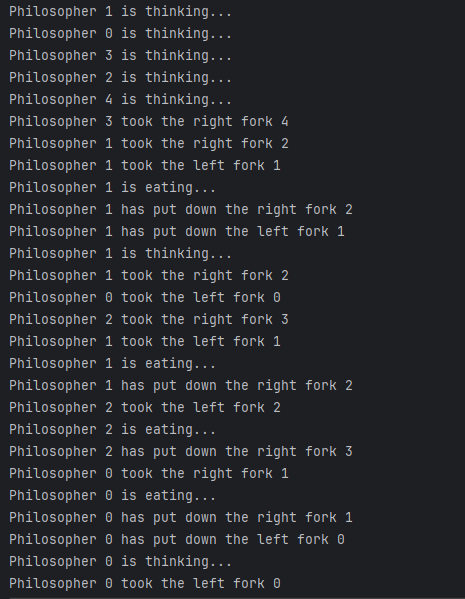 Philosopher 1 is thinking...
Philosopher 0 is thinking...
Philosopher 3 is thinking...
Philosopher 2 is thinking...
Philosopher 4 is thinking...
Philosopher 3 took the right fork 4
Philosopher 1 took the right fork 2
Philosopher 1 took the left fork 1
Philosopher 1 is eating...
Philosopher 1 has put down the right fork 2
Philosopher 1 has put down the left fork 1
Philosopher 1 is thinking...
Philosopher 1 took the right fork 2
Philosopher 0 took the left fork 0
Philosopher 2 took the right fork 3
Philosopher 1 took the left fork 1
Philosopher 1 is eating...
Philosopher 1 has put down the right fork 2
Philosopher 2 took the left fork 2
Philosopher 2 is eating...
Philosopher 2 has put down the right fork 3
Philosopher 0 took the right fork 1
Philosopher 0 is eating...
Philosopher 0 has put down the right fork 1
Philosopher 0 has put down the left fork 0
Philosopher 0 is thinking...
Philosopher 0 took the left fork 0